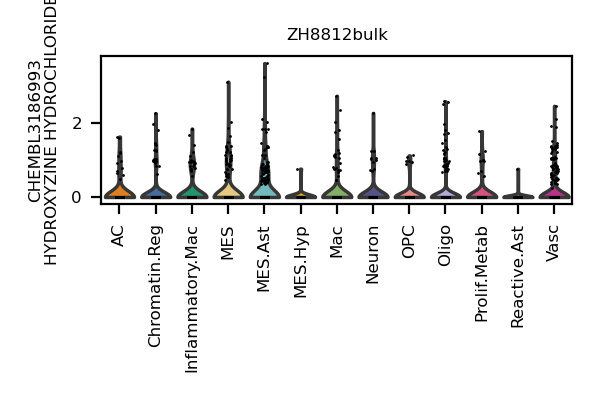 ZH8812bulk
CHEMBL3186993
HYDROXYZINE HYDROCHLORIDE
2
0
AC
Chromatin.Reg
Inflammatory.Mac
MES
MES.Ast
MES.Hyp
Mac
Neuron
OPC
Oligo
Prolif.Metab
Reactive.Ast
Vasc